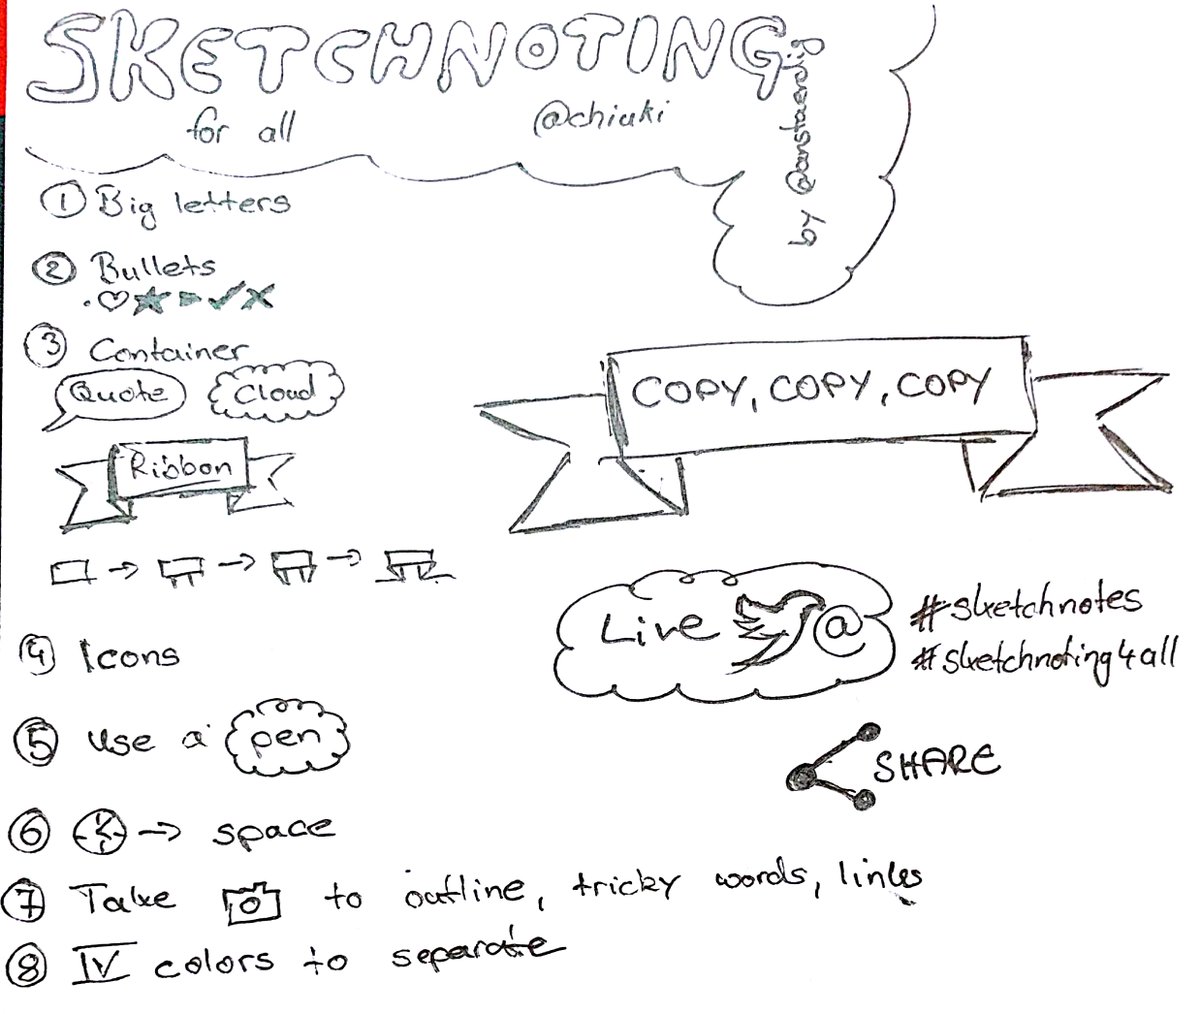 SKETCHNOTING
for all @chiuki
by @anstaendig
1 Big letters
2 Bullets
3 Container
Quote Cloud
Ribbon
COPY, COPY, COPY
4 Icons
Live @ #sketchnotes
#sketchnoting4all
5 use a pen
SHARE
6 → space
7 Take to outline, tricky words, links
8 IV colors to separate